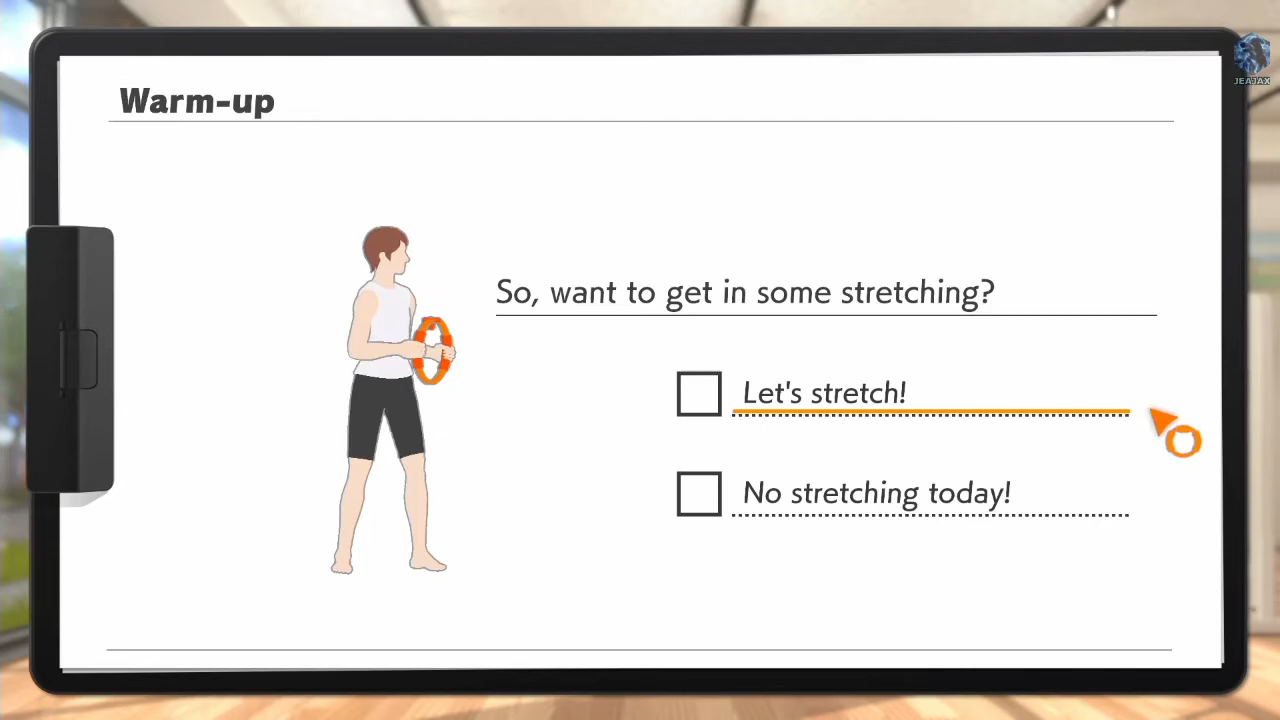 JEAJAX
Warm-up
So, want to get in some stretching?
Let's stretch!
No stretching today!